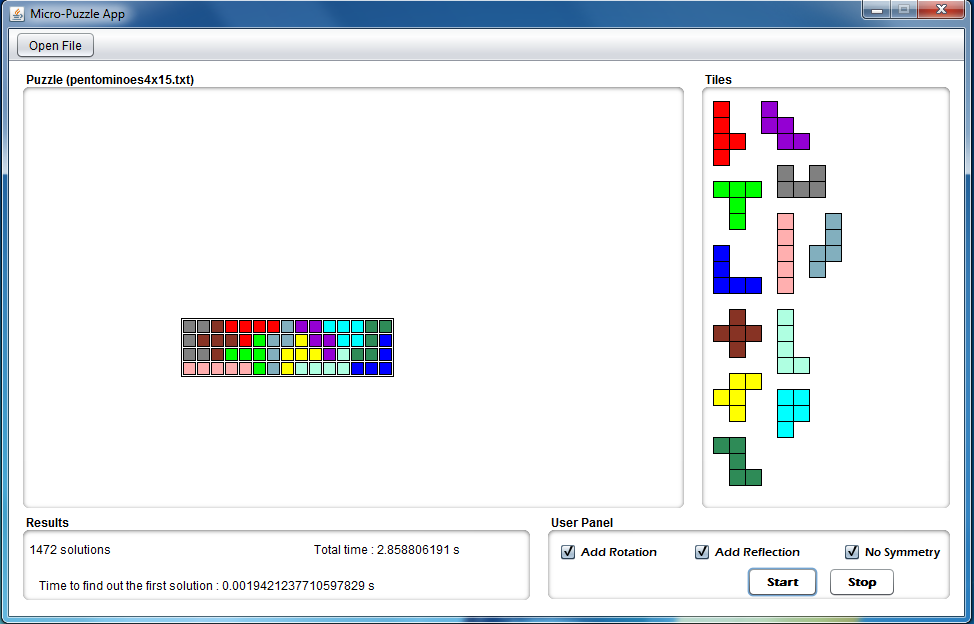 Micro-Puzzle App
Open File
Puzzle (pentominoes4x15.txt)
Tiles
Results
1472 solutions
Total time : 2.858806191 s
Time to find out the first solution : 0.0019421237710597829 s
User Panel
Add Rotation
Add Reflection
No Symmetry
Start
Stop